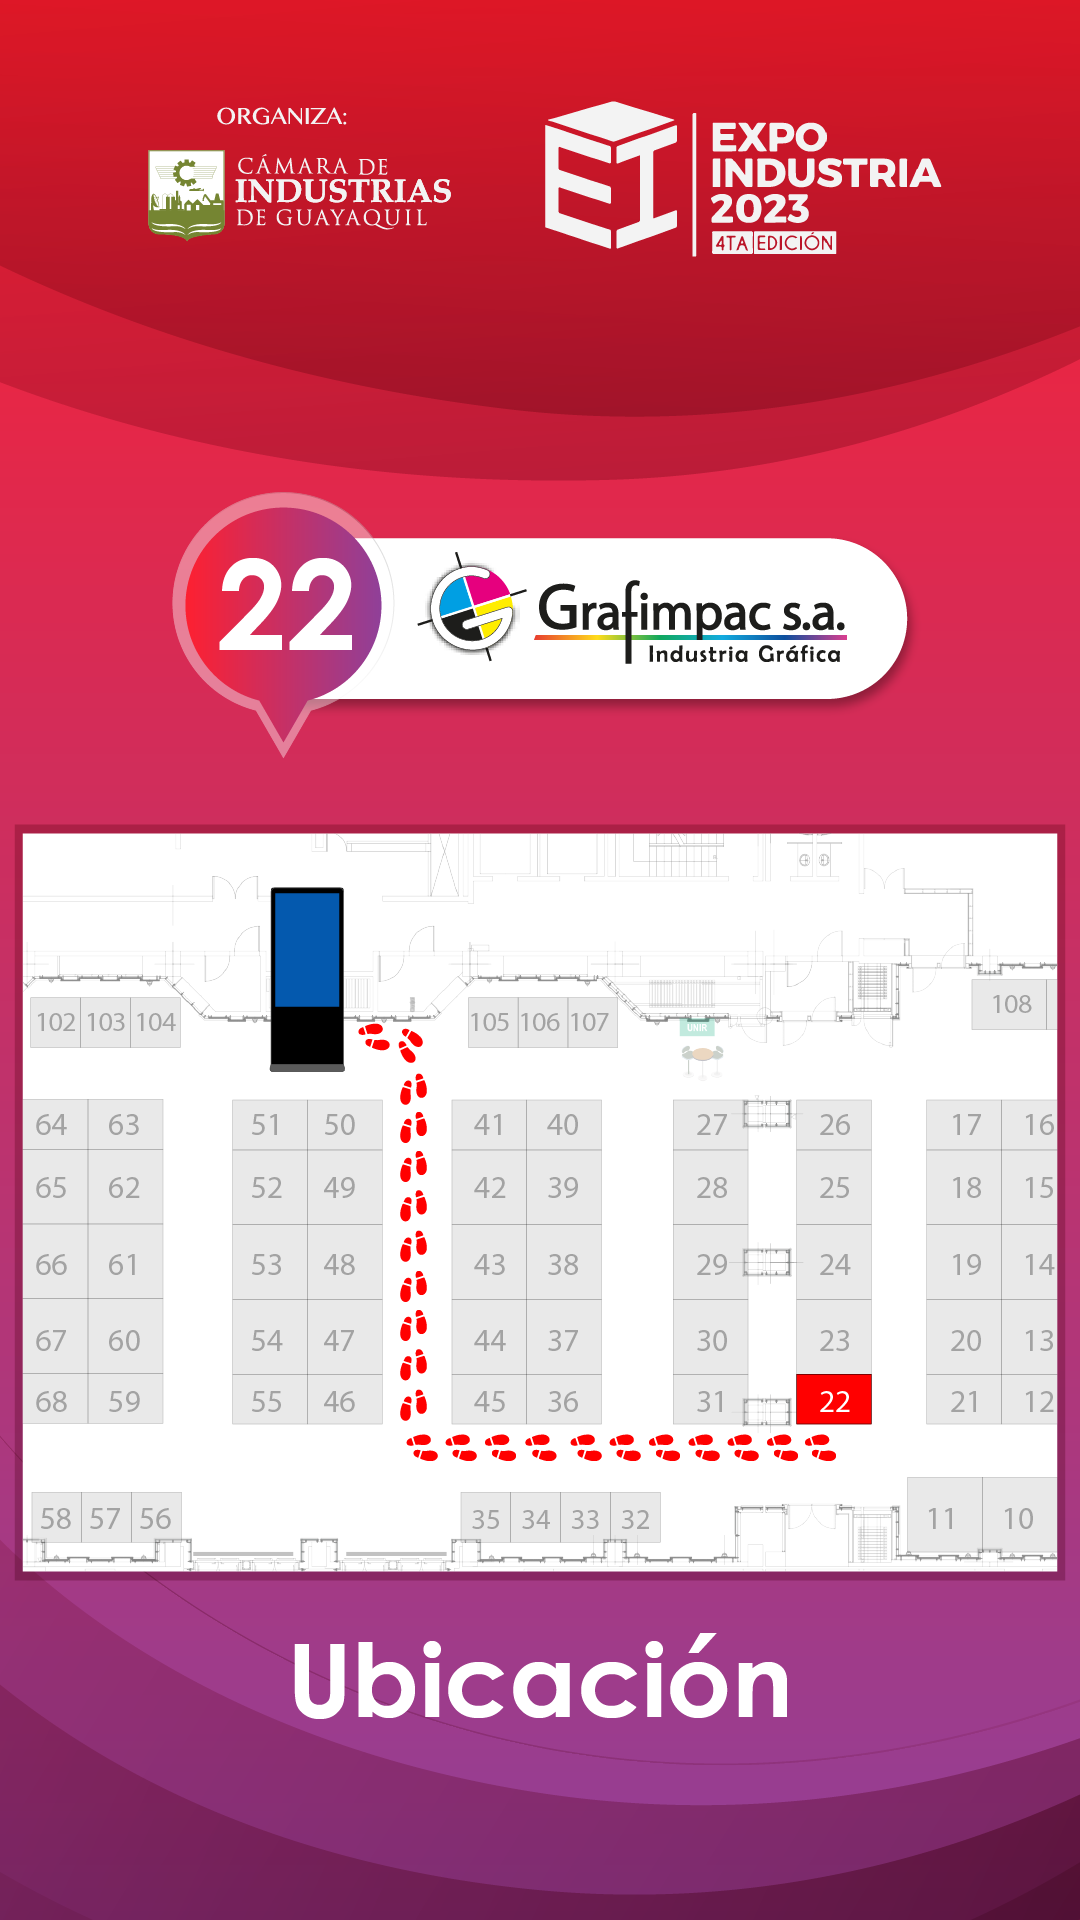 ORGANIZA:
CÁMARA DE
INDUSTRIAS
DE GUAYAQUIL
EXPO
INDUSTRIA
2023
4TA EDICIÓN
22
Grafimpac s.a.
Industria Gráfica
102 103 104
105 106 107
108
UNIR
64 63 51 50 41 40 27 26 17 16
65 62 52 49 42 39 28 25 18 15
66 61 53 48 43 38 29 24 19 14
67 60 54 47 44 37 30 23 20 13
68 59 55 46 45 36 31 22 21 12
58 57 56 35 34 33 32 11 10
Ubicación